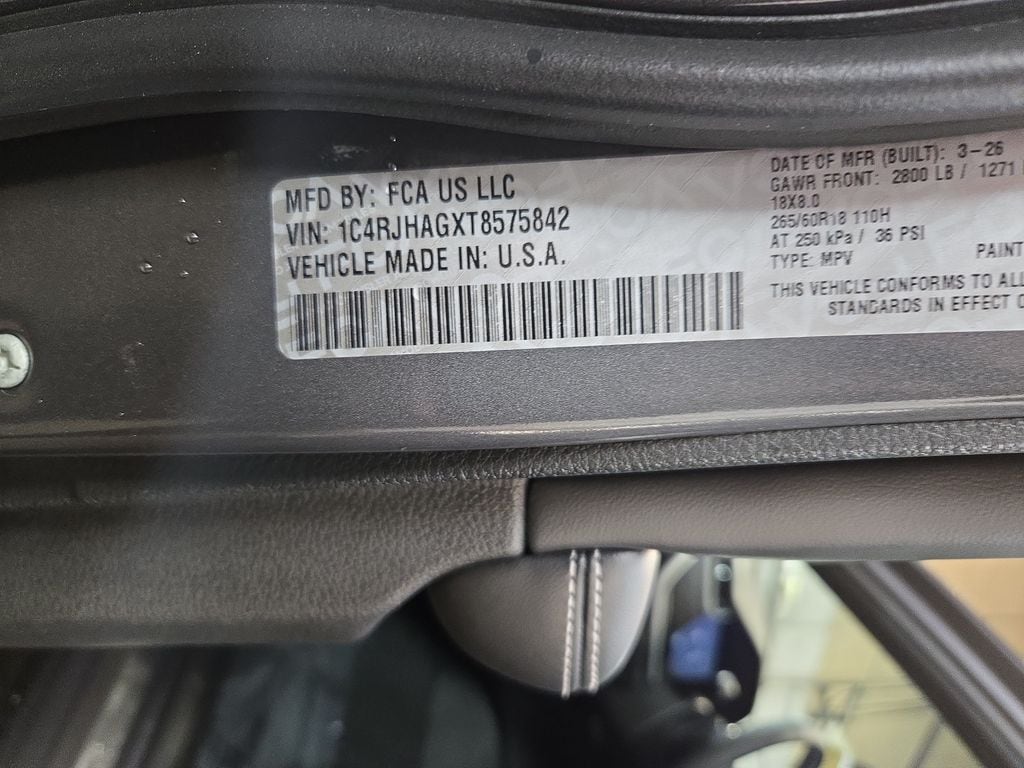 MFD BY: FCA US LLC
VIN: 1C4RJHAGXT8575842
VEHICLE MADE IN: U.S.A.
DATE OF MFR (BUILT): 3-26
GAWR FRONT: 2800 LB / 1271
18X8.0
265/60R18 110H
AT 250 kPa / 36 PSI
TYPE: MPV PAINT
THIS VEHICLE CONFORMS TO ALL
STANDARDS IN EFFECT O